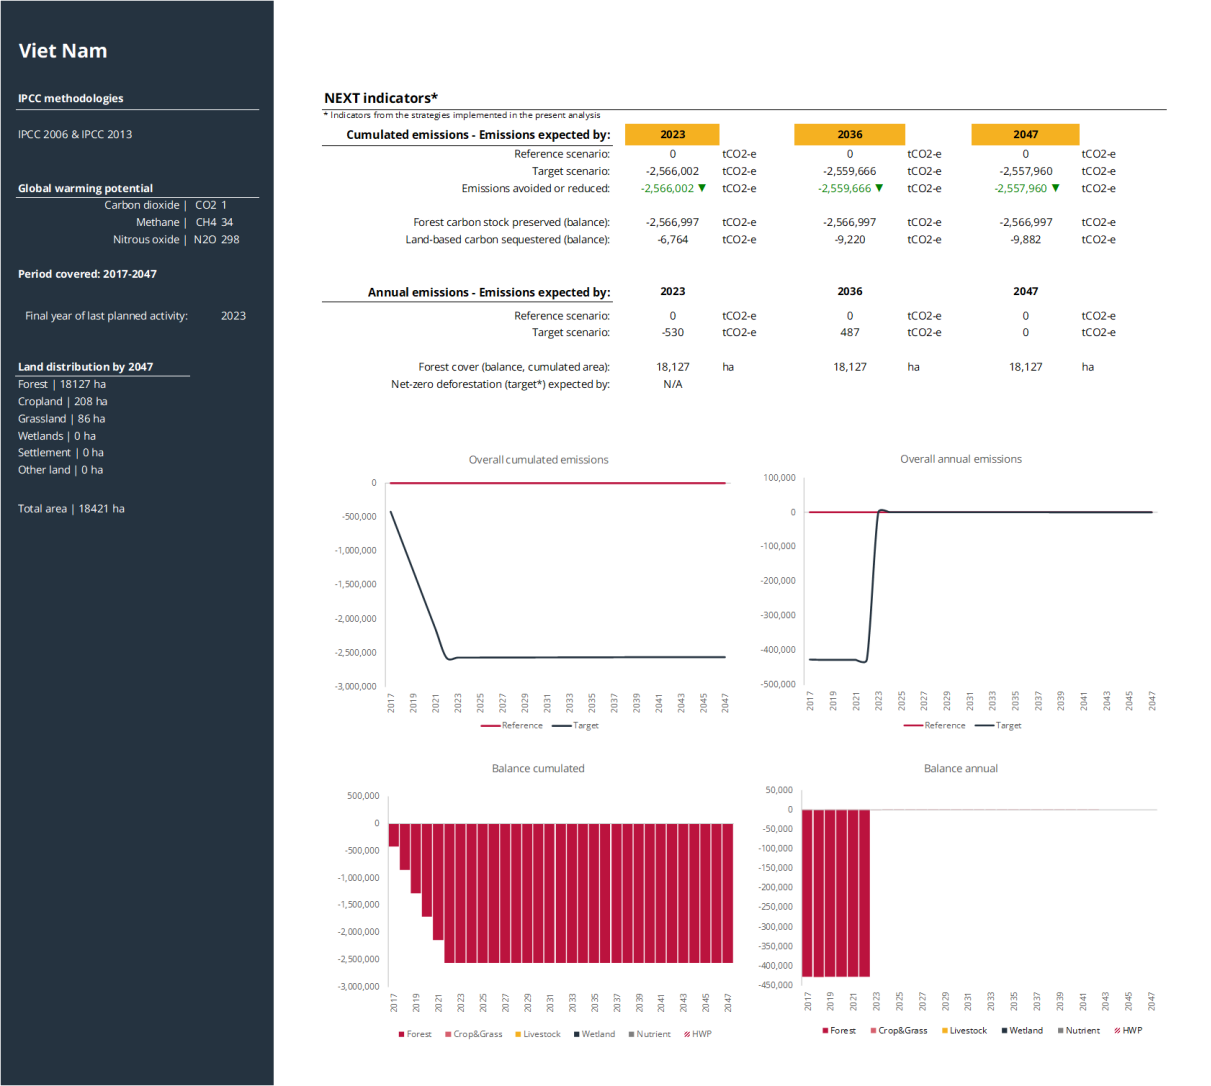 Viet Nam
IPCC methodologies
IPCC 2006 & IPCC 2013
Global warming potential
Carbon dioxide | CO2 1
Methane | CH4 34
Nitrous oxide | N2O 298
Period covered: 2017-2047
Final year of last planned activity: 2023
Land distribution by 2047
Forest | 18127 ha
Cropland | 208 ha
Grassland | 86 ha
Wetlands | 0 ha
Settlement | 0 ha
Other land | 0 ha
Total area | 18421 ha
NEXT indicators*
* Indicators from the strategies implemented in the present analysis
Cumulated emissions - Emissions expected by: 2023 2036 2047
Reference scenario: 0 tCO2-e 0 tCO2-e 0 tCO2-e
Target scenario: -2,566,002 tCO2-e -2,559,666 tCO2-e -2,557,960 tCO2-e
Emissions avoided or reduced: -2,566,002 ▼ tCO2-e -2,559,666 ▼ tCO2-e -2,557,960 ▼ tCO2-e
Forest carbon stock preserved (balance): -2,566,997 tCO2-e -2,566,997 tCO2-e -2,566,997 tCO2-e
Land-based carbon sequestered (balance): -6,764 tCO2-e -9,220 tCO2-e -9,882 tCO2-e
Annual emissions - Emissions expected by: 2023 2036 2047
Reference scenario: 0 tCO2-e 0 tCO2-e 0 tCO2-e
Target scenario: -530 tCO2-e 487 tCO2-e 0 tCO2-e
Forest cover (balance, cumulated area): 18,127 ha 18,127 ha 18,127 ha
Net-zero deforestation (target*) expected by: N/A
Overall cumulated emissions
0
-500,000
-1,000,000
-1,500,000
-2,000,000
-2,500,000
-3,000,000
2017 2019 2021 2023 2025 2027 2029 2031 2033 2035 2037 2039 2041 2043 2045 2047
Reference Target
Overall annual emissions
100,000
0
-100,000
-200,000
-300,000
-400,000
-500,000
2017 2019 2021 2023 2025 2027 2029 2031 2033 2035 2037 2039 2041 2043 2045 2047
Reference Target
Balance cumulated
500,000
0
-500,000
-1,000,000
-1,500,000
-2,000,000
-2,500,000
-3,000,000
2017 2019 2021 2023 2025 2027 2029 2031 2033 2035 2037 2039 2041 2043 2045 2047
Forest Crop&Grass Livestock Wetland Nutrient HWP
Balance annual
50,000
0
-50,000
-100,000
-150,000
-200,000
-250,000
-300,000
-350,000
-400,000
-450,000
2017 2019 2021 2023 2025 2027 2029 2031 2033 2035 2037 2039 2041 2043 2045 2047
Forest Crop&Grass Livestock Wetland Nutrient HWP